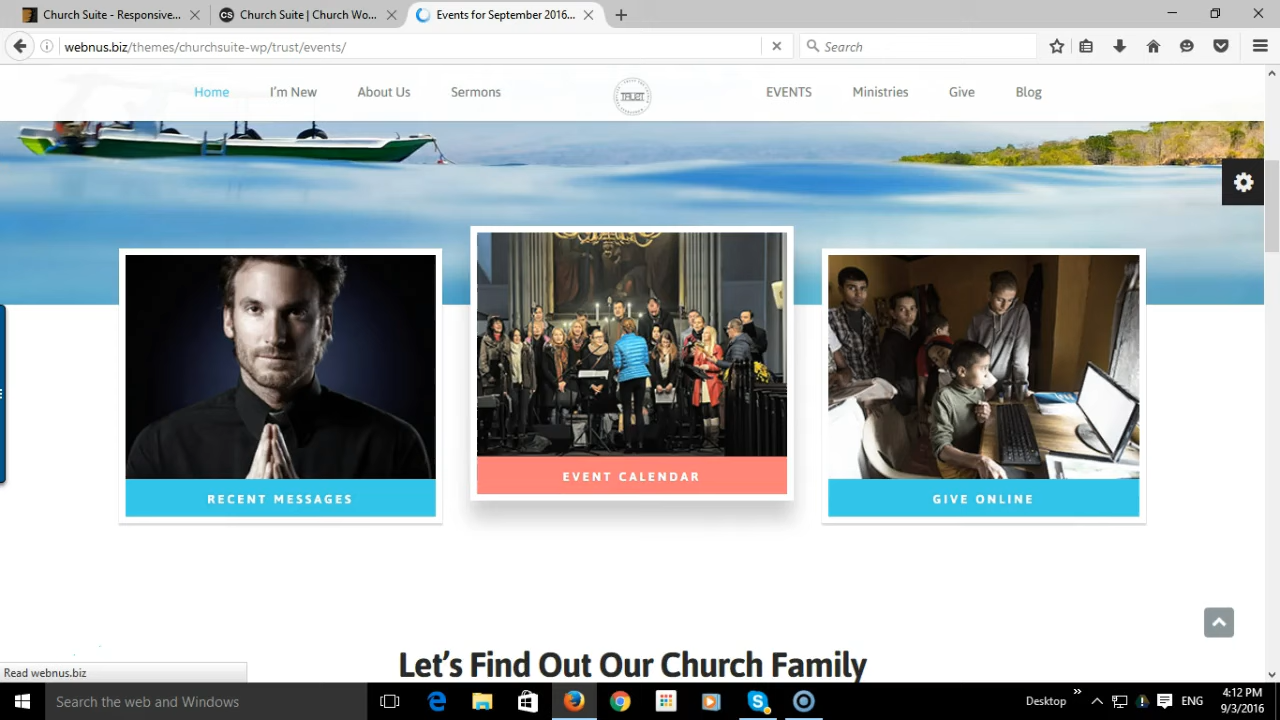 Church Suite - Responsive...
Church Suite | Church Wo...
Events for September 2016...
webnus.biz/themes/churchsuite-wp/trust/events/
Search
Home
I'm New
About Us
Sermons
TRUST
EVENTS
Ministries
Give
Blog
RECENT MESSAGES
EVENT CALENDAR
GIVE ONLINE
Let's Find Out Our Church Family
Read webnus.biz
Search the web and Windows
Desktop
ENG
4:12 PM
9/3/2016